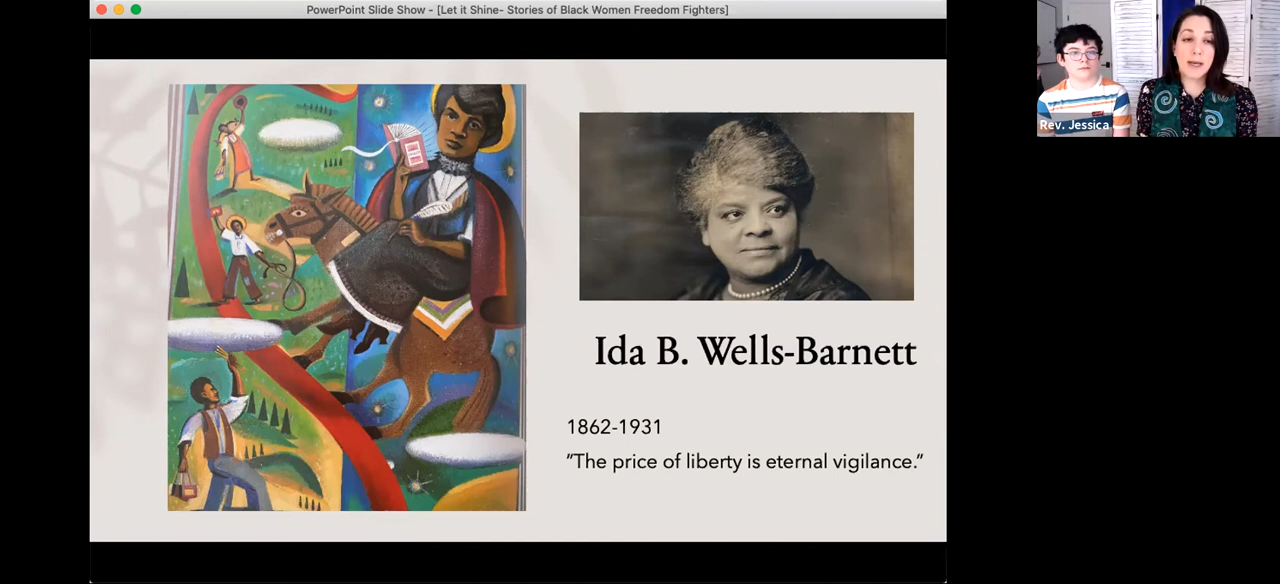 PowerPoint Slide Show - [Let it Shine- Stories of Black Women Freedom Fighters]
Rev. Jessica
Ida B. Wells-Barnett
1862-1931
"The price of liberty is eternal vigilance."